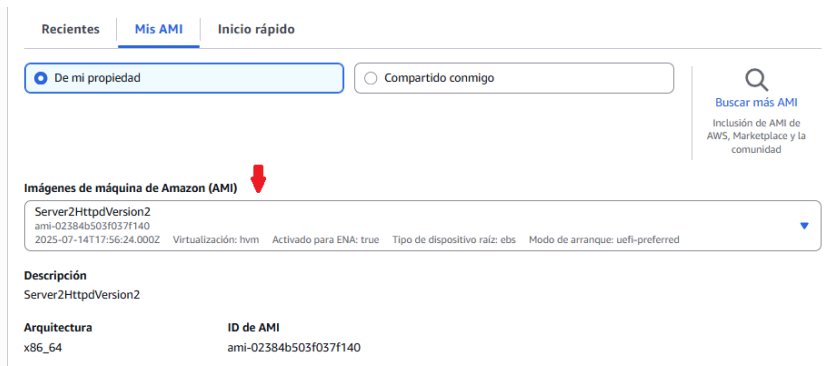 Recientes Mis AMI Inicio rápido
De mi propiedad Compartido conmigo
Buscar más AMI
Inclusión de AMI de
AWS, Marketplace y la
comunidad
Imágenes de máquina de Amazon (AMI)
Server2HttpdVersion2
ami-02384b503f037f140
2025-07-14T17:56:24.000Z Virtualización: hvm Activado para ENA: true Tipo de dispositivo raíz: ebs Modo de arranque: uefi-preferred
Descripción
Server2HttpdVersion2
Arquitectura ID de AMI
x86_64 ami-02384b503f037f140